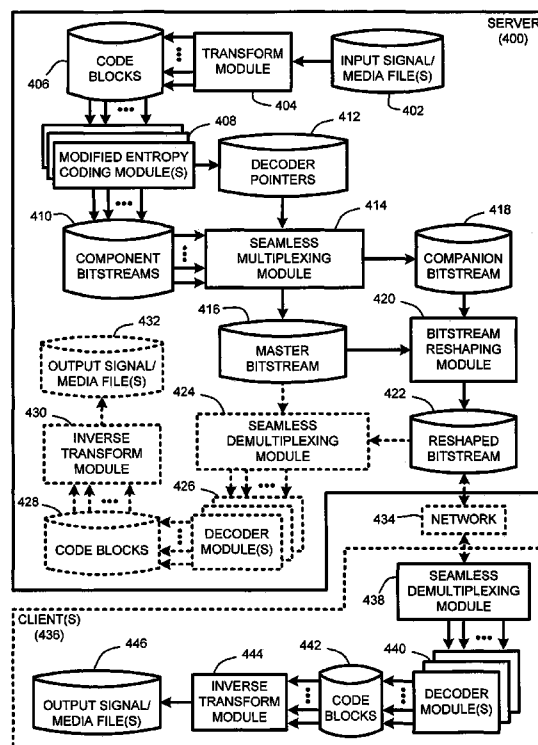 SERVER
(400)
CODE
BLOCKS
406
TRANSFORM
MODULE
404
INPUT SIGNAL/
MEDIA FILE(S)
402
408
MODIFIED ENTROPY
CODING MODULE(S)
412
DECODER
POINTERS
410
COMPONENT
BITSTREAMS
414
SEAMLESS
MULTIPLEXING
MODULE
418
COMPANION
BITSTREAM
416
MASTER
BITSTREAM
420
BITSTREAM
RESHAPING
MODULE
432
OUTPUT SIGNAL/
MEDIA FILE(S)
424
SEAMLESS
DEMULTIPLEXING
MODULE
422
RESHAPED
BITSTREAM
430
INVERSE
TRANSFORM
MODULE
428
CODE BLOCKS
426
DECODER
MODULE(S)
434
NETWORK
CLIENT(S)
(436)
438
SEAMLESS
DEMULTIPLEXING
MODULE
446
OUTPUT SIGNAL/
MEDIA FILE(S)
444
INVERSE
TRANSFORM
MODULE
442
CODE
BLOCKS
440
DECODER
MODULE(S)